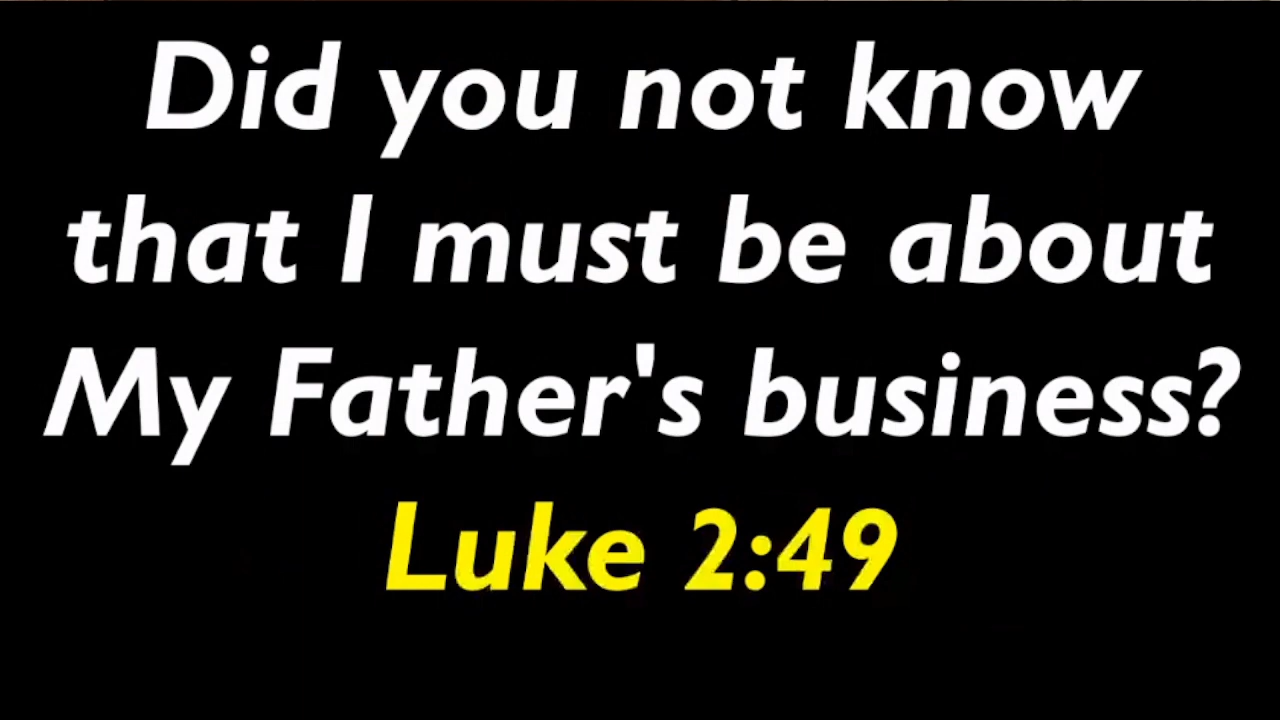 Did you not know
that I must be about
My Father's business?
Luke 2:49